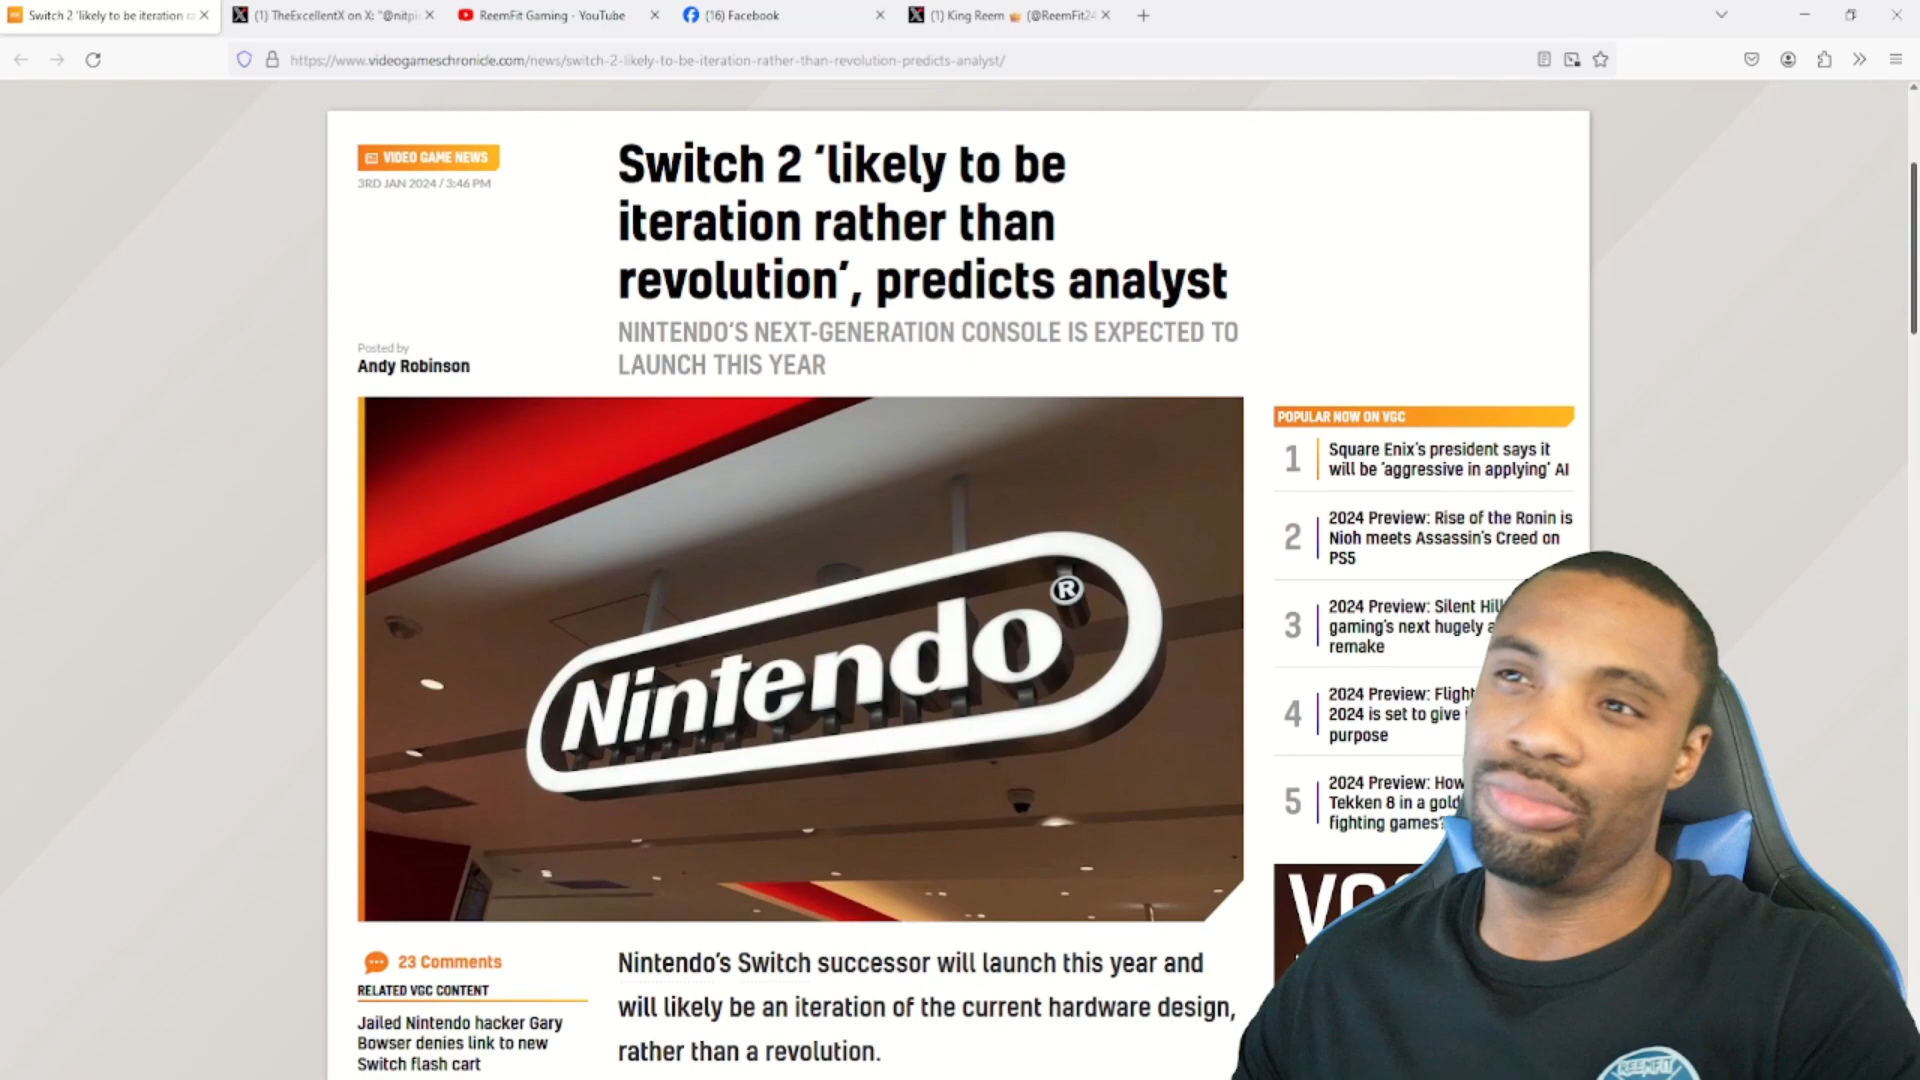 Switch 2 'likely to be iteration ra
(1) TheExcellentX on X: "@nitpi
ReemFit Gaming - YouTube
(16) Facebook
(1) King Reem 👑 (@ReemFit24
https://www.videogameschronicle.com/news/switch-2-likely-to-be-iteration-rather-than-revolution-predicts-analyst/
VIDEO GAME NEWS
3RD JAN 2024 / 3:46 PM
Switch 2 ‘likely to be
iteration rather than
revolution’, predicts analyst
NINTENDO’S NEXT-GENERATION CONSOLE IS EXPECTED TO
LAUNCH THIS YEAR
Posted by
Andy Robinson
Nintendo®
POPULAR NOW ON VGC
1 Square Enix’s president says it
will be ‘aggressive in applying’ AI
2 2024 Preview: Rise of the Ronin is
Nioh meets Assassin’s Creed on
PS5
3 2024 Preview: Silent Hill
gaming’s next hugely a
remake
4 2024 Preview: Flight
2024 is set to give
purpose
5 2024 Preview: How
Tekken 8 in a gold
fighting games?
23 Comments
RELATED VGC CONTENT
Jailed Nintendo hacker Gary
Bowser denies link to new
Switch flash cart
Nintendo’s Switch successor will launch this year and
will likely be an iteration of the current hardware design,
rather than a revolution.
REEMFIT